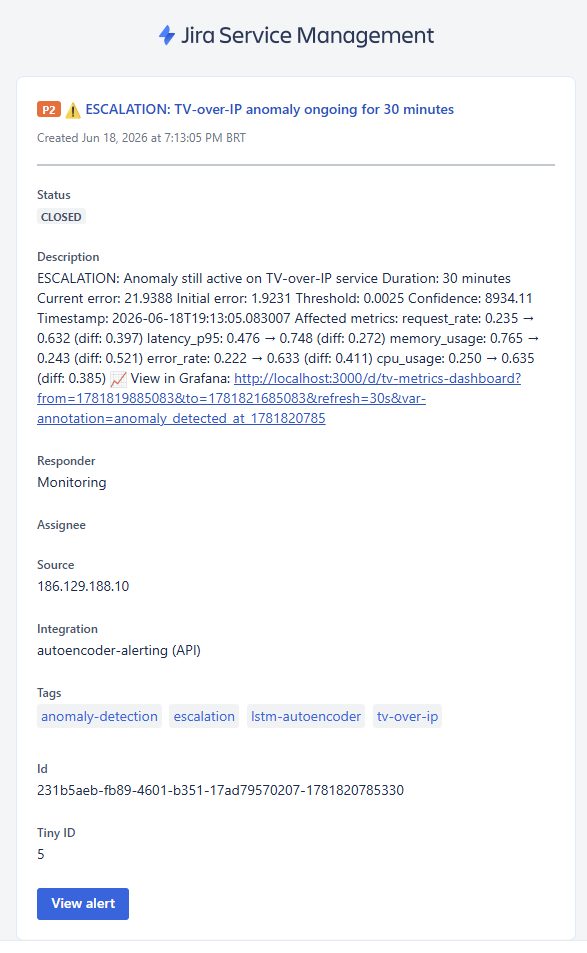 Jira Service Management
P2 ⚠️ ESCALATION: TV-over-IP anomaly ongoing for 30 minutes
Created Jun 18, 2026 at 7:13:05 PM BRT
Status
CLOSED
Description
ESCALATION: Anomaly still active on TV-over-IP service Duration: 30 minutes
Current error: 21.9388 Initial error: 1.9231 Threshold: 0.0025 Confidence: 8934.11
Timestamp: 2026-06-18T19:13:05.083007 Affected metrics: request_rate: 0.235 →
0.632 (diff: 0.397) latency_p95: 0.476 → 0.748 (diff: 0.272) memory_usage: 0.765 →
0.243 (diff: 0.521) error_rate: 0.222 → 0.633 (diff: 0.411) cpu_usage: 0.250 → 0.635
(diff: 0.385) 📈 View in Grafana: http://localhost:3000/d/tv-metrics-dashboard?
from=1781819885083&to=1781821685083&refresh=30s&var-
annotation=anomaly_detected_at_1781820785
Responder
Monitoring
Assignee
Source
186.129.188.10
Integration
autoencoder-alerting (API)
Tags
anomaly-detection escalation lstm-autoencoder tv-over-ip
Id
231b5aeb-fb89-4601-b351-17ad79570207-1781820785330
Tiny ID
5
View alert